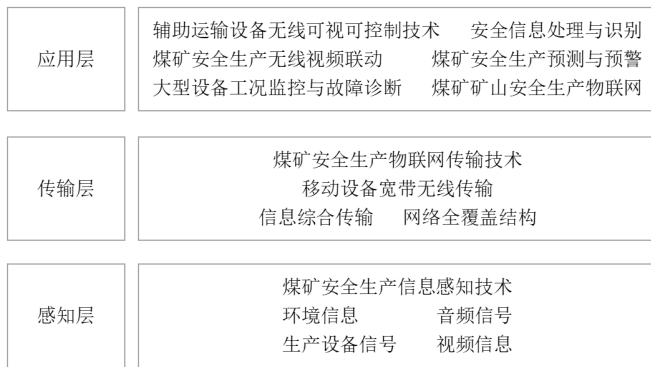 应用层
辅助运输设备无线可视可控制技术 安全信息处理与识别
煤矿安全生产无线视频联动 煤矿安全生产预测与预警
大型设备工况监控与故障诊断 煤矿矿山安全生产物联网
传输层
煤矿安全生产物联网传输技术
移动设备宽带无线传输
信息综合传输 网络全覆盖结构
感知层
煤矿安全生产信息感知技术
环境信息 音频信号
生产设备信号 视频信息